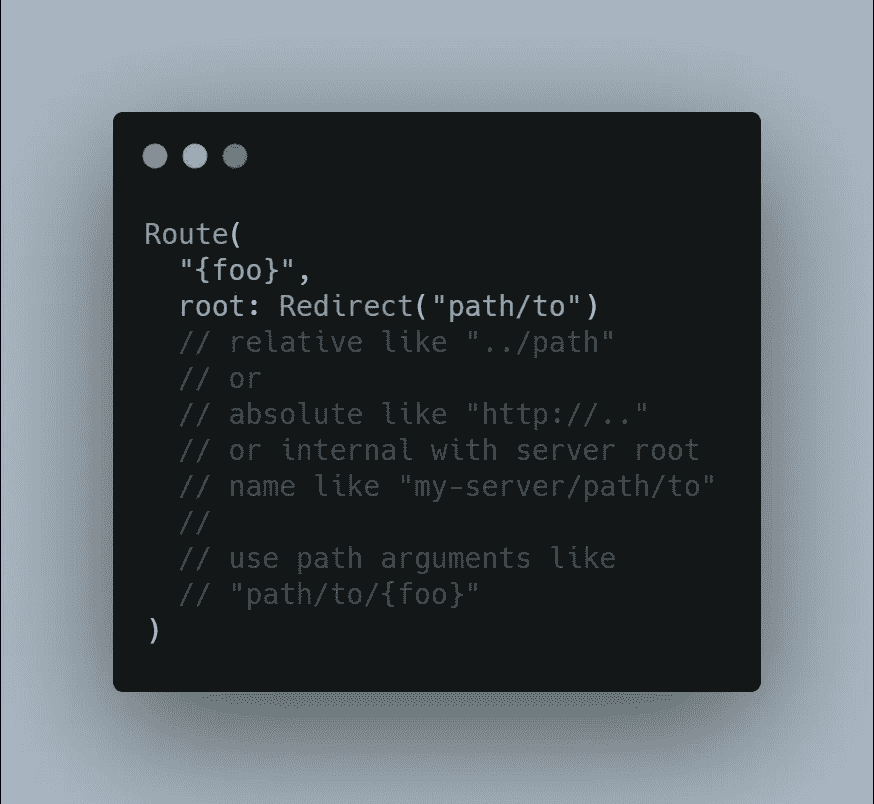 Route(
  "{foo}",
  root: Redirect("path/to")
  // relative like "../path"
  // or
  // absolute like "http://.."
  // or internal with server root
  // name like "my-server/path/to"
  //
  // use path arguments like
  // "path/to/{foo}"
)